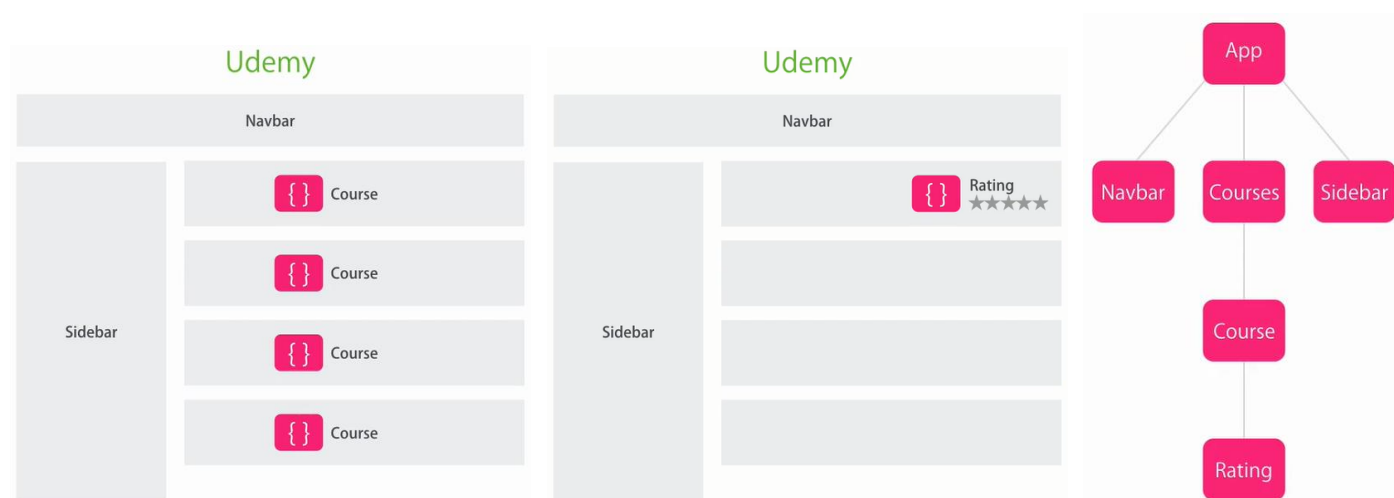 Udemy
Navbar
Sidebar
{ } Course
{ } Course
{ } Course
{ } Course
Udemy
Navbar
Sidebar
{ } Rating
★★★★★
App
Navbar Courses Sidebar
Course
Rating